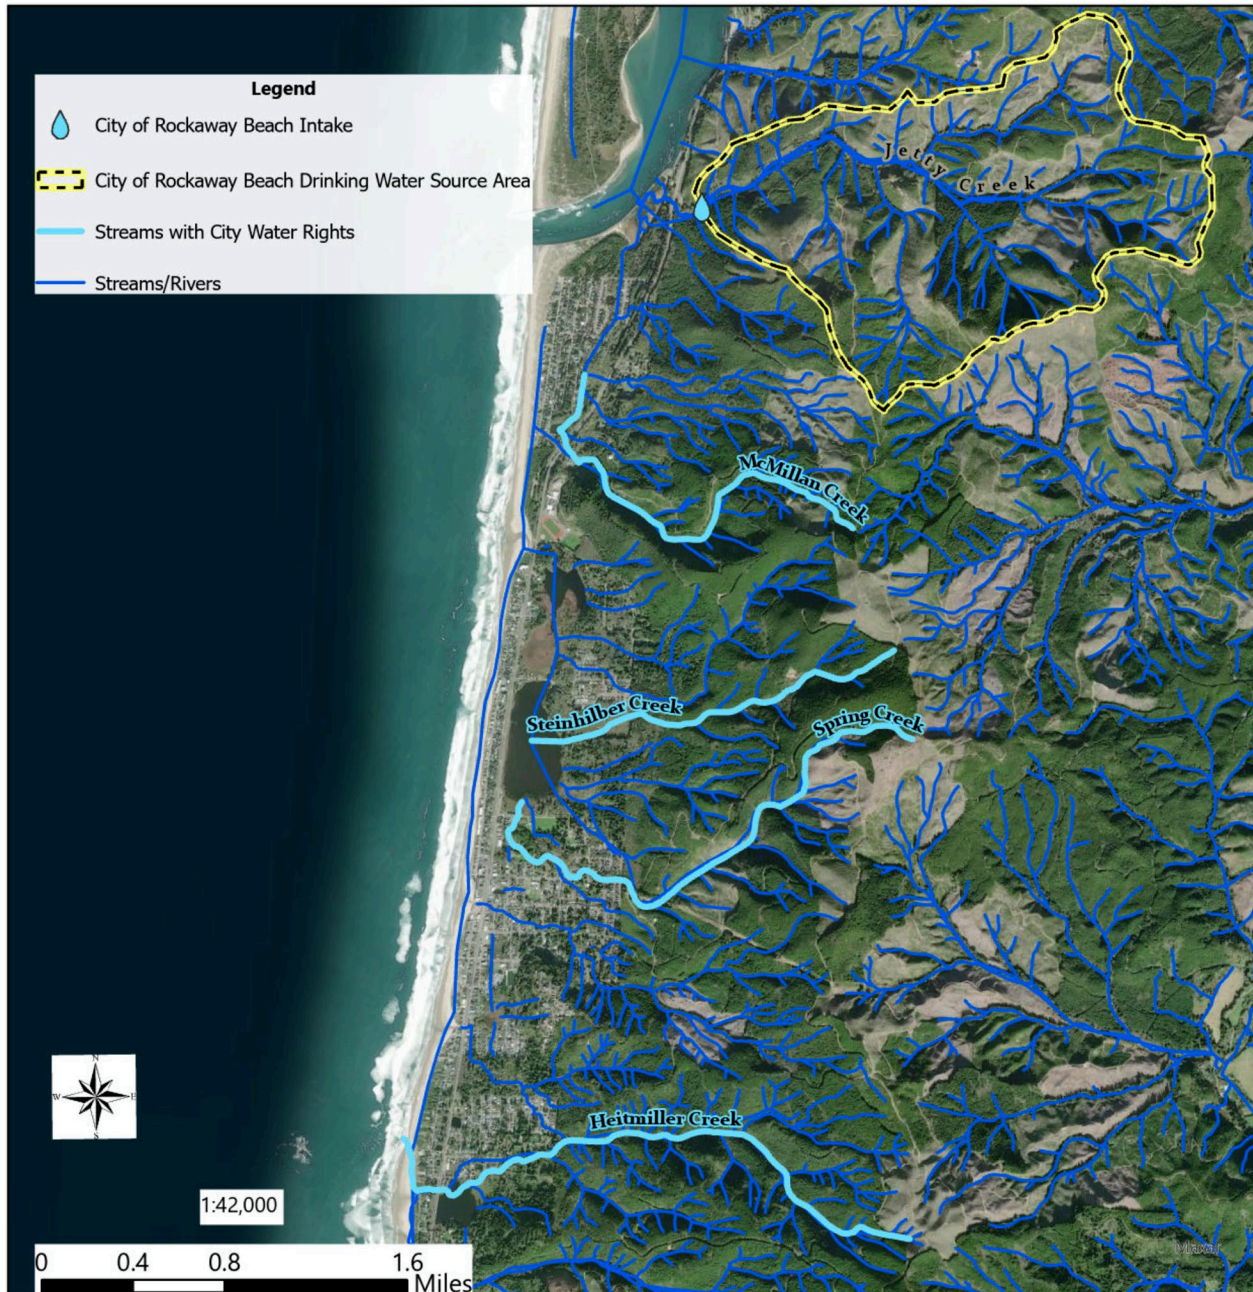 Legend
City of Rockaway Beach Intake
City of Rockaway Beach Drinking Water Source Area
Streams with City Water Rights
Streams/Rivers
Jetty Creek
McMillan Creek
Steinhilber Creek
Spring Creek
Heitmiller Creek
N
W E
S
1:42,000
0 0.4 0.8 1.6
Miles
Maxar